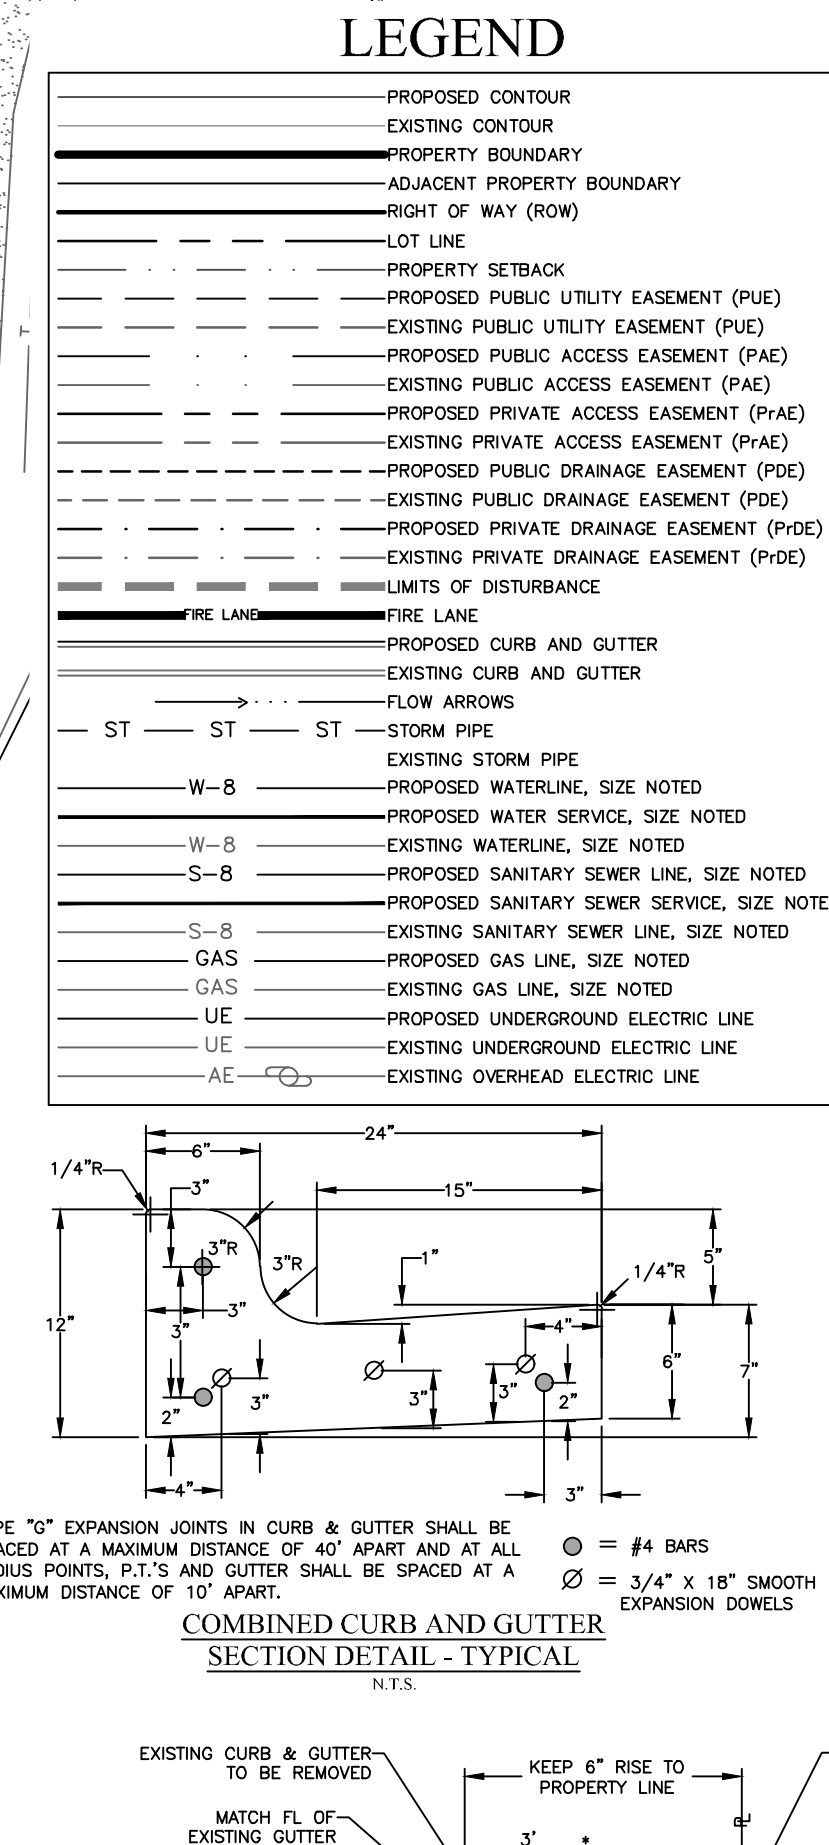 LEGEND
PROPOSED CONTOUR
EXISTING CONTOUR
PROPERTY BOUNDARY
ADJACENT PROPERTY BOUNDARY
RIGHT OF WAY (ROW)
LOT LINE
PROPERTY SETBACK
PROPOSED PUBLIC UTILITY EASEMENT (PUE)
EXISTING PUBLIC UTILITY EASEMENT (PUE)
T
PROPOSED PUBLIC ACCESS EASEMENT (PAE)
EXISTING PUBLIC ACCESS EASEMENT (PAE)
PROPOSED PRIVATE ACCESS EASEMENT (PrAE)
EXISTING PRIVATE ACCESS EASEMENT (PrAE)
PROPOSED PUBLIC DRAINAGE EASEMENT (PDE)
EXISTING PUBLIC DRAINAGE EASEMENT (PDE)
PROPOSED PRIVATE DRAINAGE EASEMENT (PrDE)
EXISTING PRIVATE DRAINAGE EASEMENT (PrDE)
LIMITS OF DISTURBANCE
FIRE LANE FIRE LANE
PROPOSED CURB AND GUTTER
EXISTING CURB AND GUTTER
FLOW ARROWS
ST ST ST STORM PIPE
EXISTING STORM PIPE
W-8 PROPOSED WATERLINE, SIZE NOTED
PROPOSED WATER SERVICE, SIZE NOTED
W-8 EXISTING WATERLINE, SIZE NOTED
S-8 PROPOSED SANITARY SEWER LINE, SIZE NOTED
PROPOSED SANITARY SEWER SERVICE, SIZE NOTE
S-8 EXISTING SANITARY SEWER LINE, SIZE NOTED
GAS PROPOSED GAS LINE, SIZE NOTED
GAS EXISTING GAS LINE, SIZE NOTED
UE PROPOSED UNDERGROUND ELECTRIC LINE
UE EXISTING UNDERGROUND ELECTRIC LINE
AE EXISTING OVERHEAD ELECTRIC LINE
24"
6"
1/4"R
3"
15"
3"R
3"R
1"
5"
1/4"R
12"
3"
3"
4"
6"
7"
2"
3"
3"
3"
2"
4"
3"
PE "G" EXPANSION JOINTS IN CURB & GUTTER SHALL BE
ACED AT A MAXIMUM DISTANCE OF 40' APART AND AT ALL
DIUS POINTS, P.T.'S AND GUTTER SHALL BE SPACED AT A
XIMUM DISTANCE OF 10' APART.
= #4 BARS
= 3/4" X 18" SMOOTH
EXPANSION DOWELS
COMBINED CURB AND GUTTER
SECTION DETAIL - TYPICAL
N.T.S.
EXISTING CURB & GUTTER
TO BE REMOVED
KEEP 6" RISE TO
PROPERTY LINE
MATCH FL OF
EXISTING GUTTER
3' *